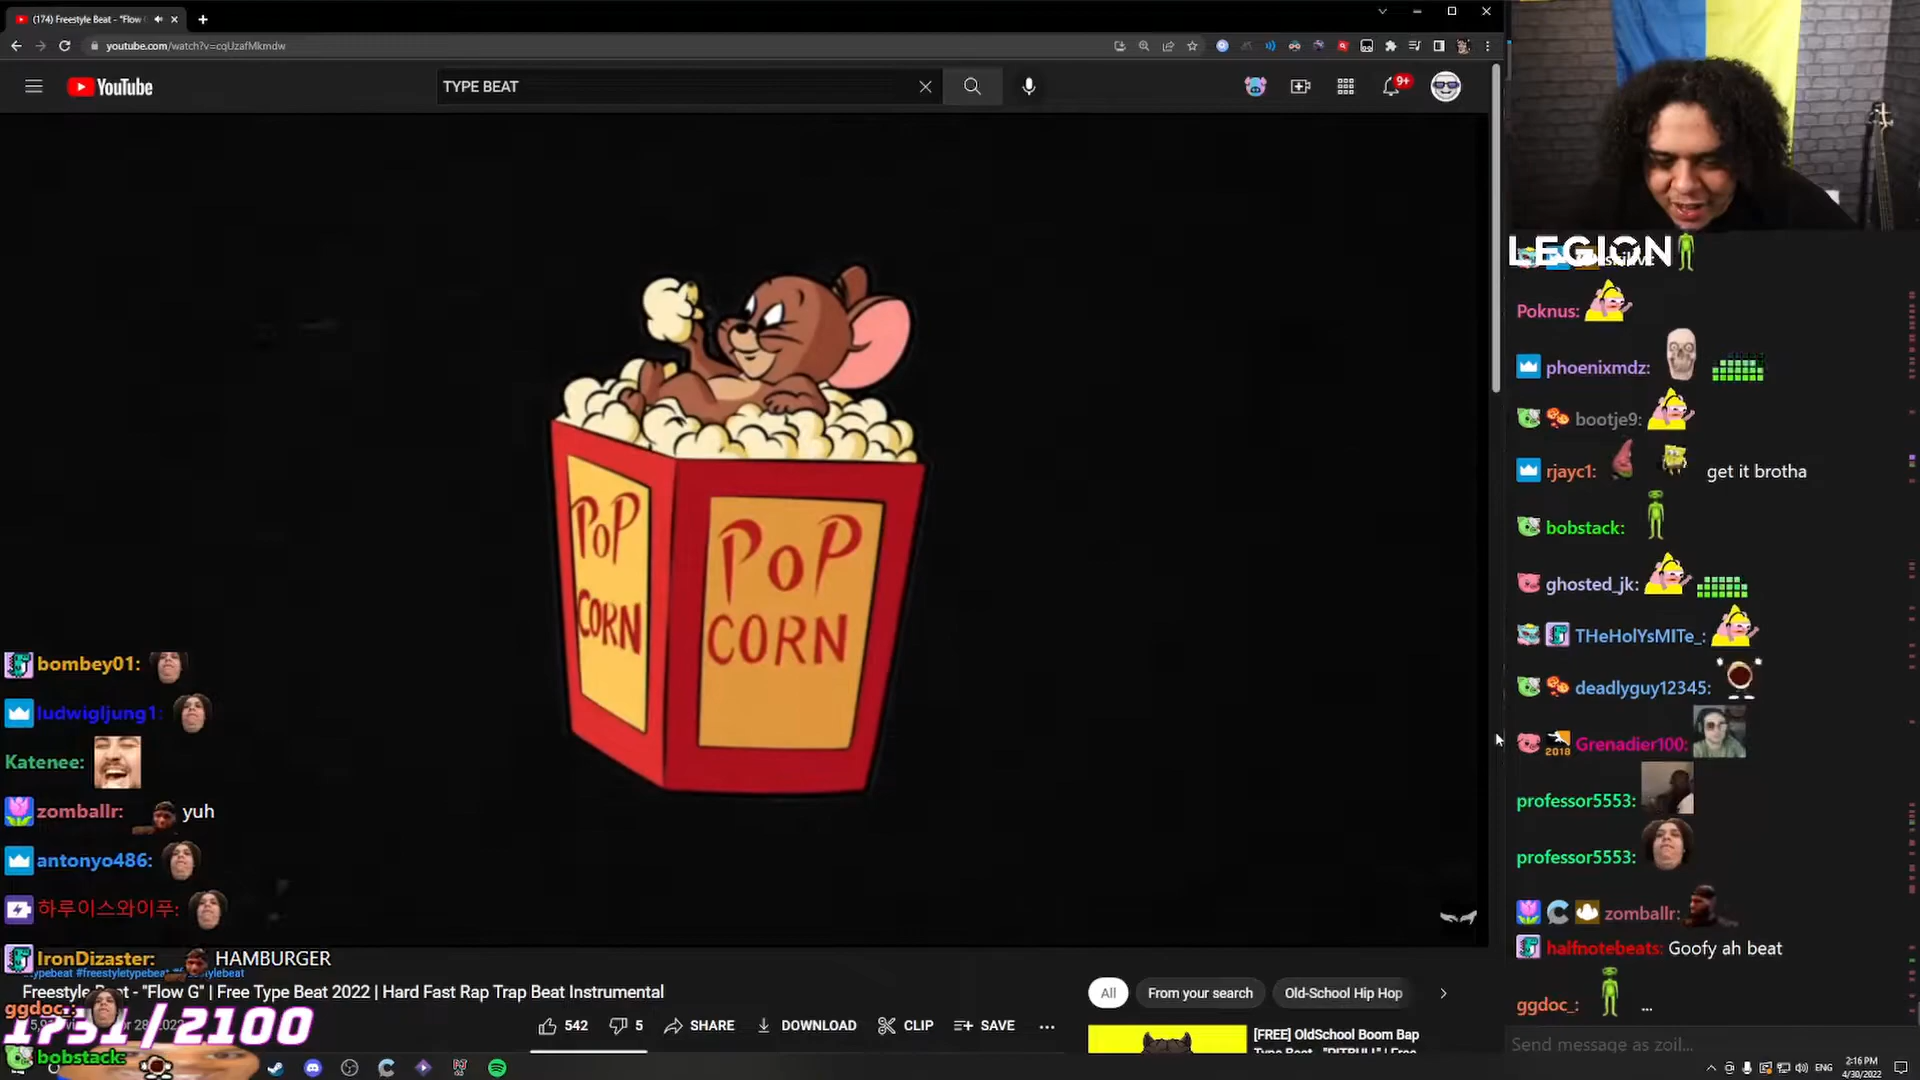 (174) Freestyle Beat - "Flow
youtube.com/watch?v=cqUzafMkmdw
YouTube
TYPE BEAT
9+
POP
CORN
POP
CORN
bombey01:
ludwigljung1:
Katenee:
zomballr: yuh
antonyo486:
하루이스와이푸:
IronDizaster: HAMBURGER
#freestyletypebeat
Freestyle Beat - "Flow G" | Free Type Beat 2022 | Hard Fast Rap Trap Beat Instrumental
ggdoc_:
1751/2100
bobstack:
542
5
SHARE
DOWNLOAD
CLIP
SAVE
All
From your search
Old-School Hip Hop
[FREE] OldSchool Boom Bap
LEGION
Poknus:
phoenixmdz:
bootje9:
rjayc1: get it brotha
bobstack:
ghosted_jk:
THeHolYsMITe_:
deadlyguy12345:
2018 Grenadier100:
professor5553:
professor5553:
zomballr:
halfnotebeats: Goofy ah beat
ggdoc_: ...
Send message as zoil...
ENG
2:16 PM
4/30/2022